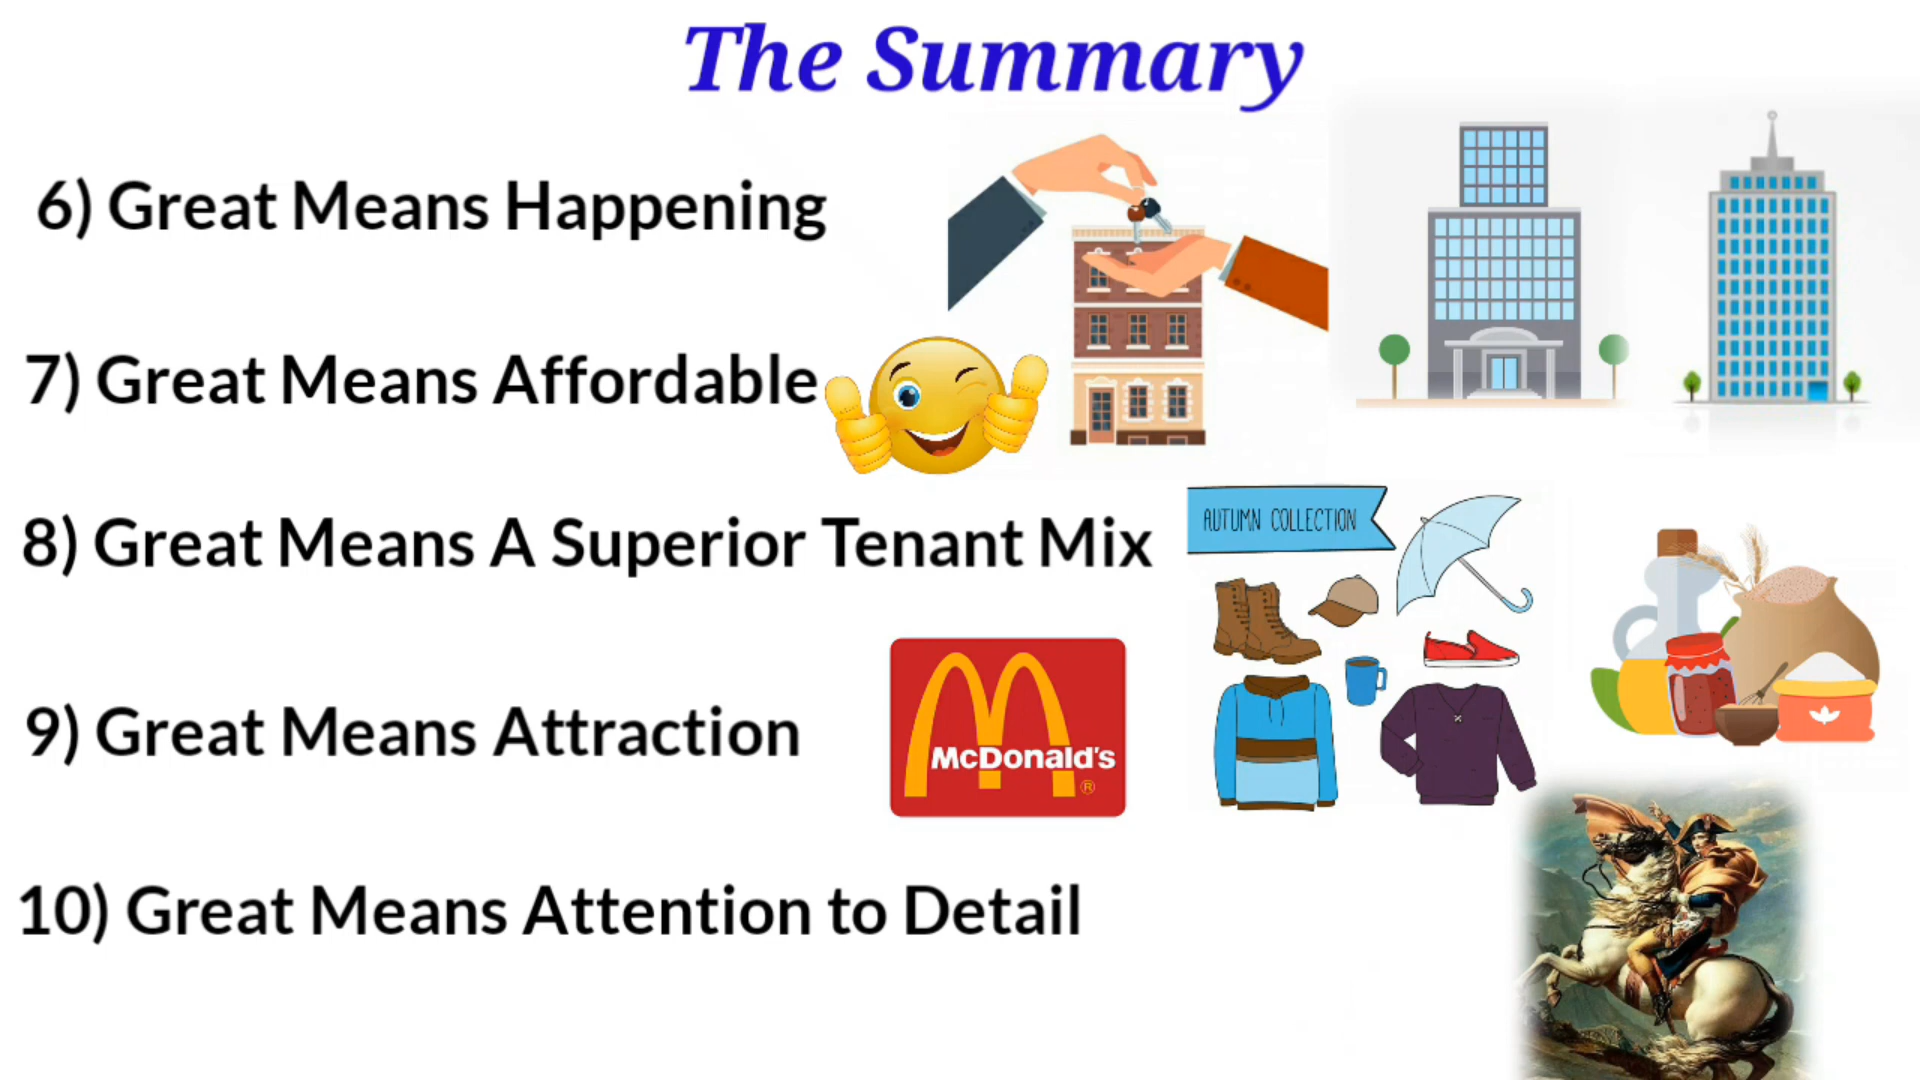 The Summary
6) Great Means Happening
7) Great Means Affordable
8) Great Means A Superior Tenant Mix
AUTUMN COLLECTION
9) Great Means Attraction
McDonald's
®
10) Great Means Attention to Detail